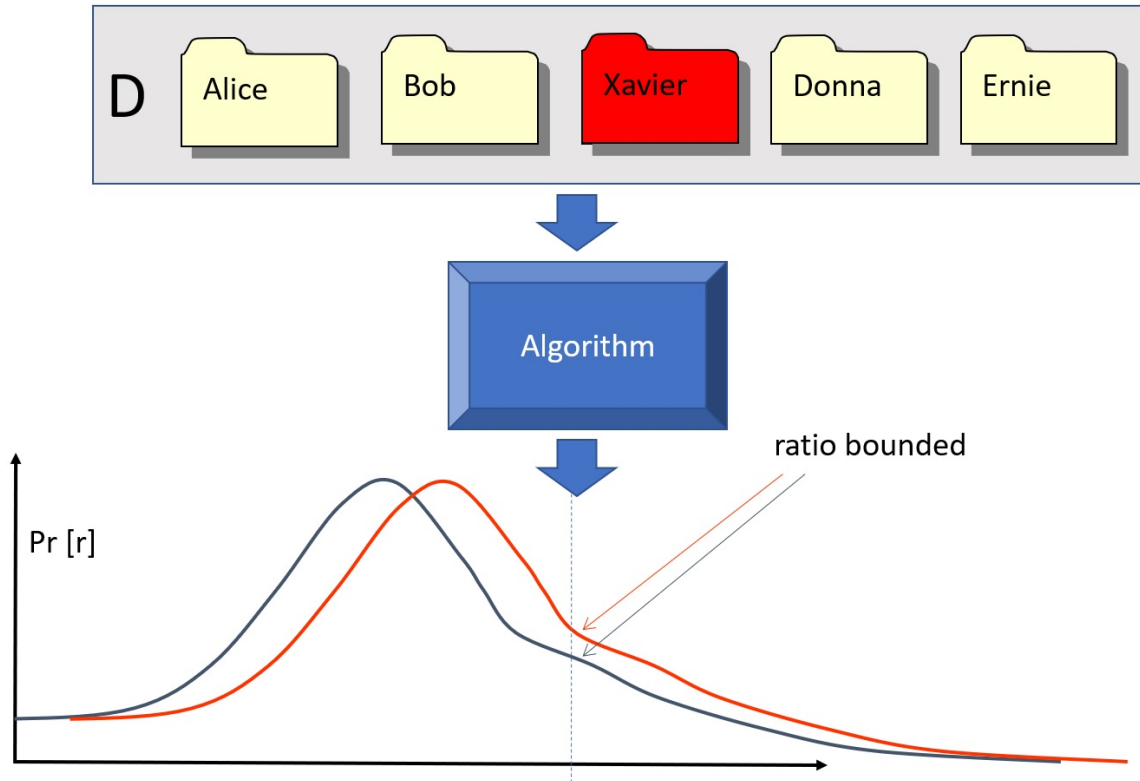 D
Alice
Bob
Xavier
Donna
Ernie
Algorithm
ratio bounded
Pr [r]